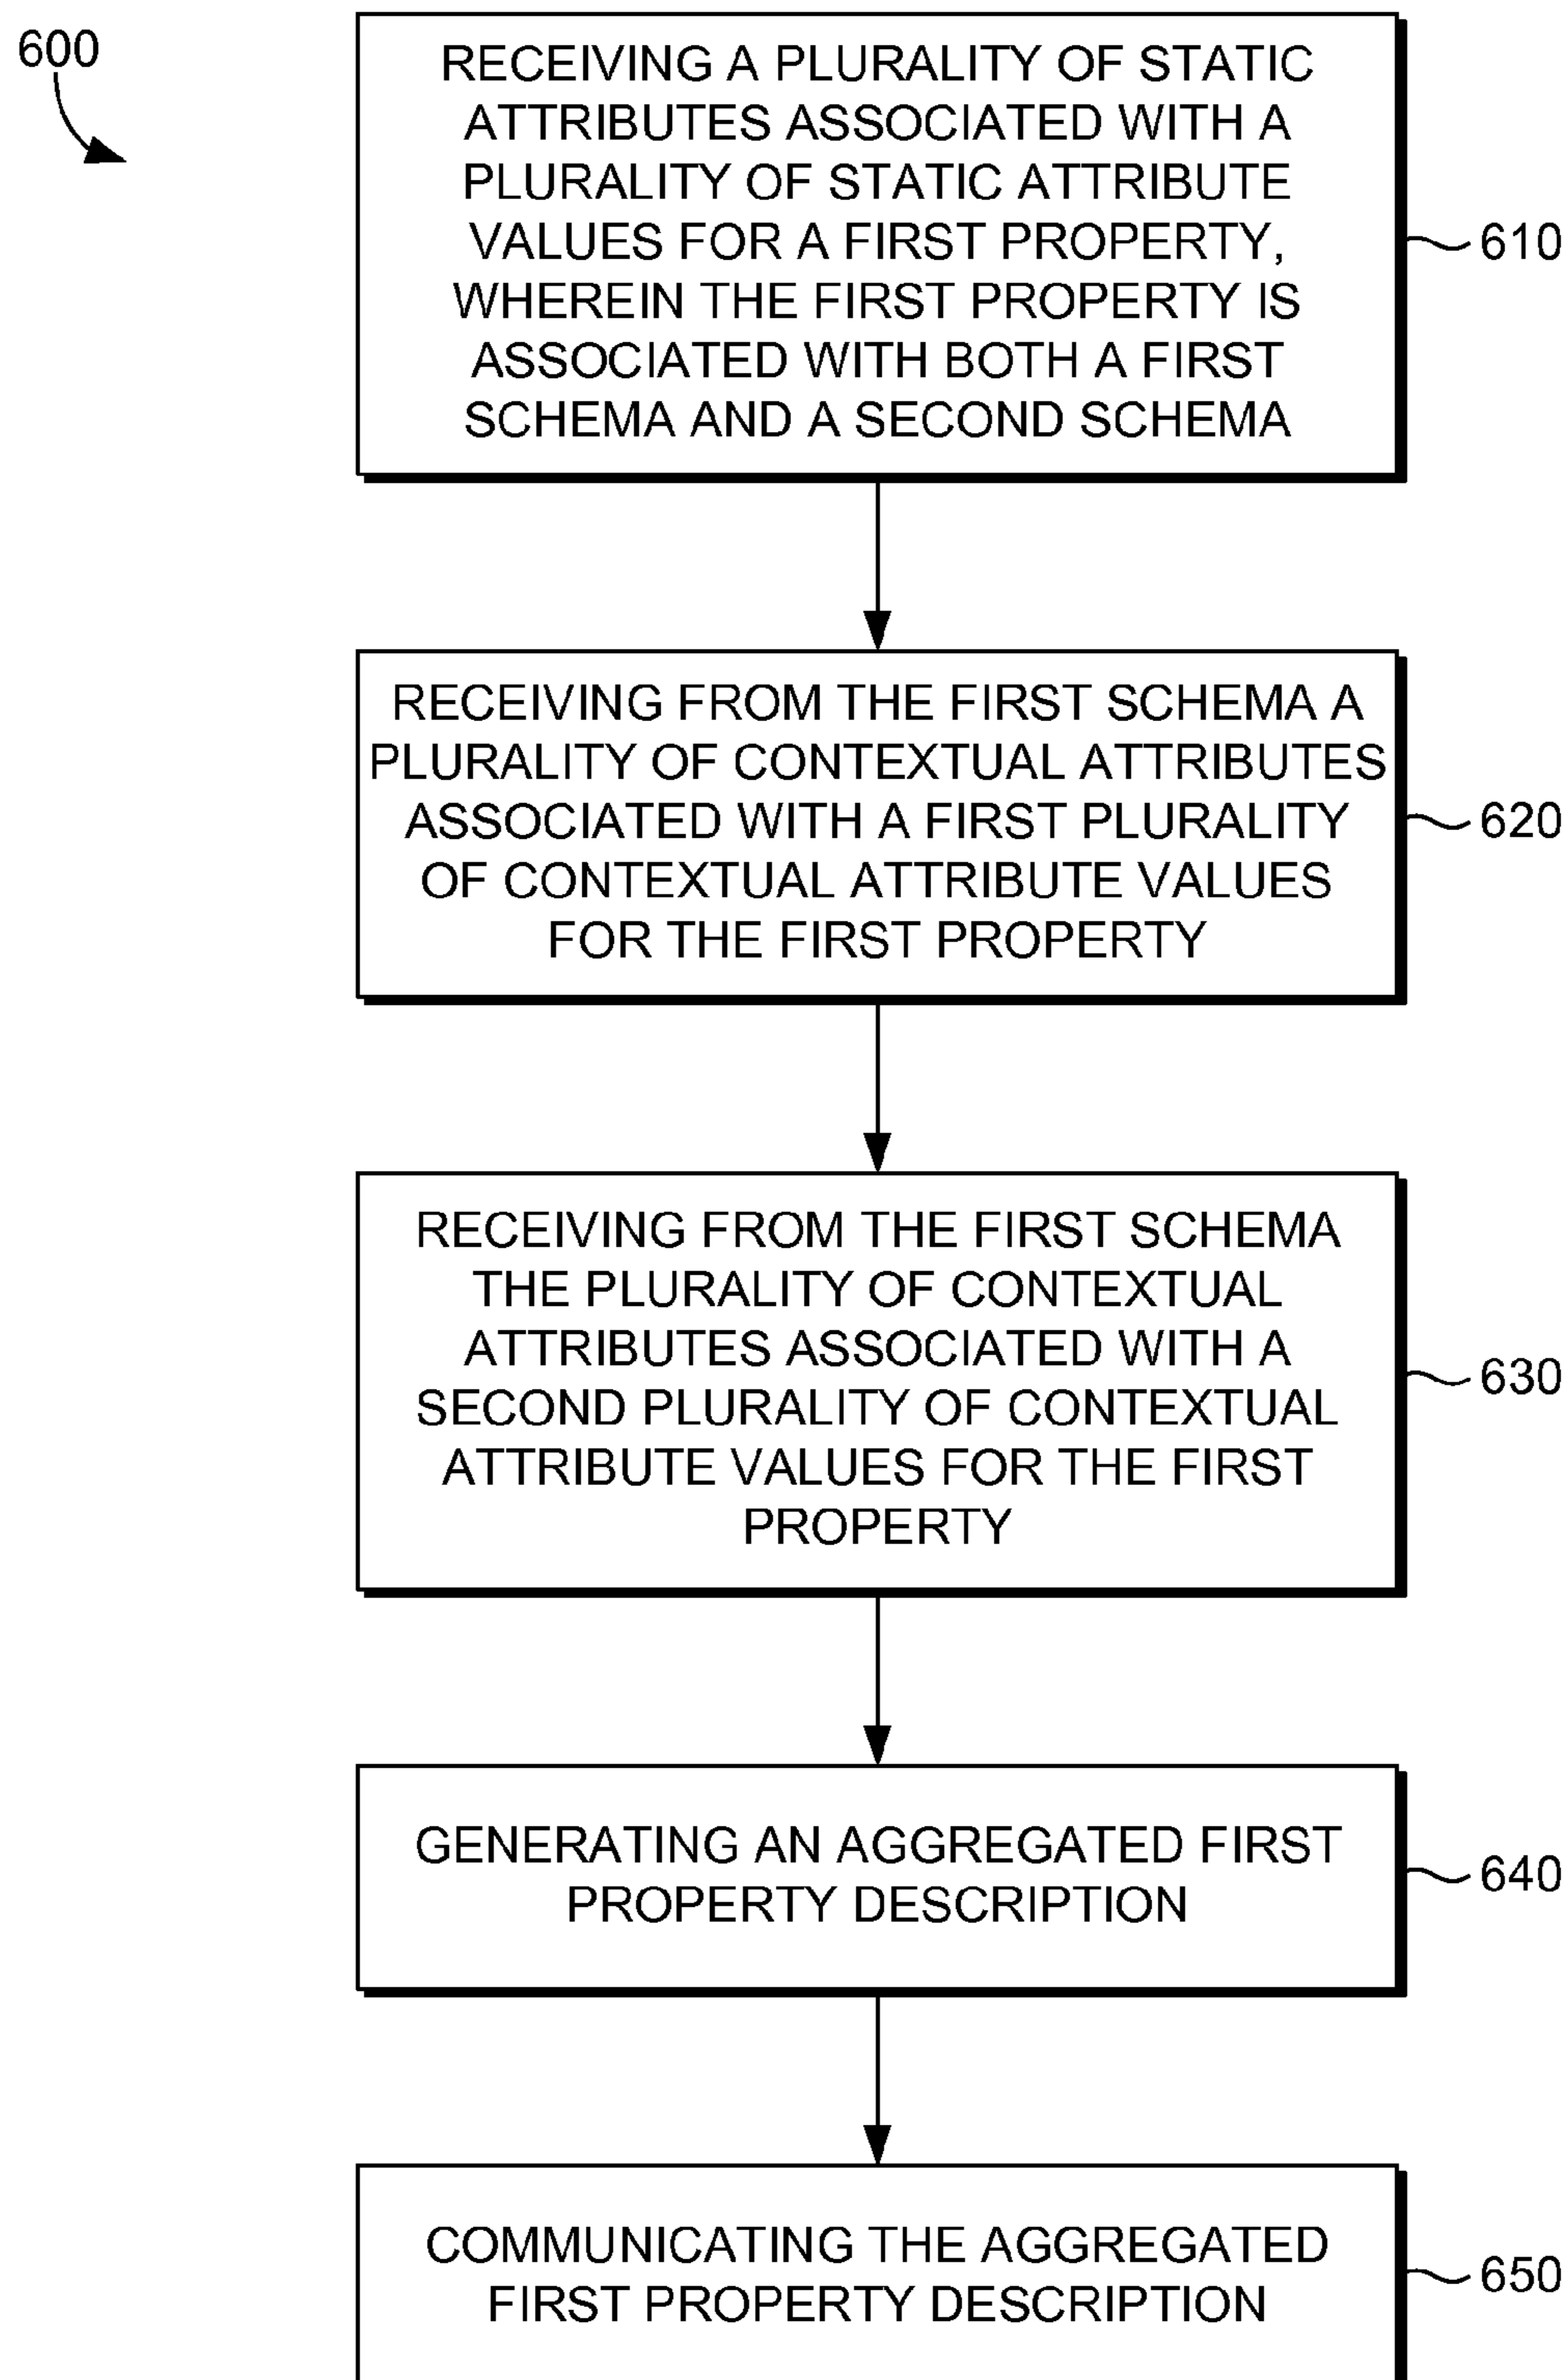 600
RECEIVING A PLURALITY OF STATIC
ATTRIBUTES ASSOCIATED WITH A
PLURALITY OF STATIC ATTRIBUTE
VALUES FOR A FIRST PROPERTY,
WHEREIN THE FIRST PROPERTY IS
ASSOCIATED WITH BOTH A FIRST
SCHEMA AND A SECOND SCHEMA
610
RECEIVING FROM THE FIRST SCHEMA A
PLURALITY OF CONTEXTUAL ATTRIBUTES
ASSOCIATED WITH A FIRST PLURALITY
OF CONTEXTUAL ATTRIBUTE VALUES
FOR THE FIRST PROPERTY
620
RECEIVING FROM THE FIRST SCHEMA
THE PLURALITY OF CONTEXTUAL
ATTRIBUTES ASSOCIATED WITH A
SECOND PLURALITY OF CONTEXTUAL
ATTRIBUTE VALUES FOR THE FIRST
PROPERTY
630
GENERATING AN AGGREGATED FIRST
PROPERTY DESCRIPTION
640
COMMUNICATING THE AGGREGATED
FIRST PROPERTY DESCRIPTION
650